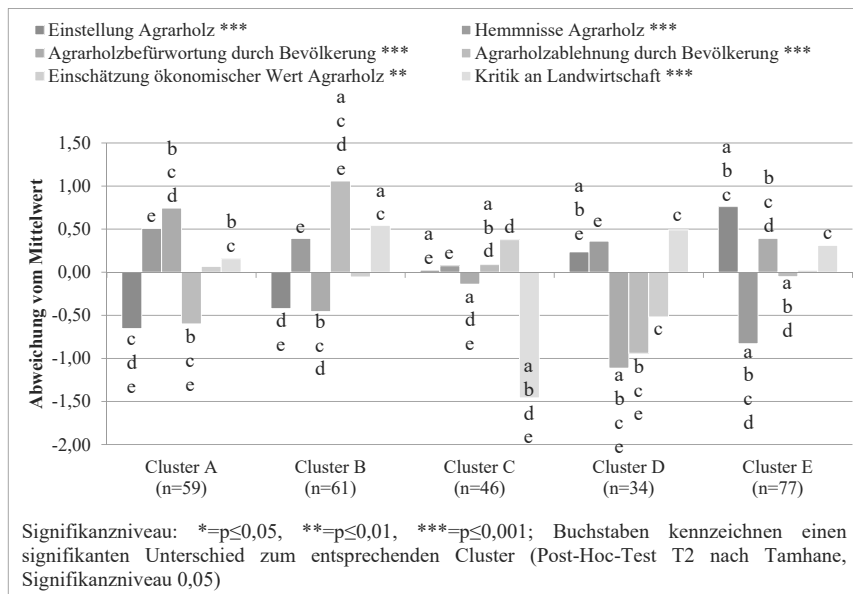 Einstellung Agrarholz *** Hemmnisse Agrarholz ***
Agrarholzbefürwortung durch Bevölkerung *** Agrarholzablehnung durch Bevölkerung ***
Einschätzung ökonomischer Wert Agrarholz ** Kritik an Landwirtschaft ***
Abweichung vom Mittelwert
1,50
1,00
0,50
0,00
-0,50
-1,00
-1,50
-2,00
c
d
e
e
b
c
d
b
c
e
b
c
d
e
e
b
c
d
a
c
d
e
a
c
a
e
e
a
d
e
a
b
d
d
a
b
d
e
a
b
e
e
a
b
c
e
b
c
e
c
c
a
b
c
a
b
c
d
b
c
d
a
b
d
c
Cluster A
(n=59)
Cluster B
(n=61)
Cluster C
(n=46)
Cluster D
(n=34)
Cluster E
(n=77)
Signifikanzniveau: *=p≤0,05, **=p≤0,01, ***=p≤0,001; Buchstaben kennzeichnen einen
signifikanten Unterschied zum entsprechenden Cluster (Post-Hoc-Test T2 nach Tamhane,
Signifikanzniveau 0,05)